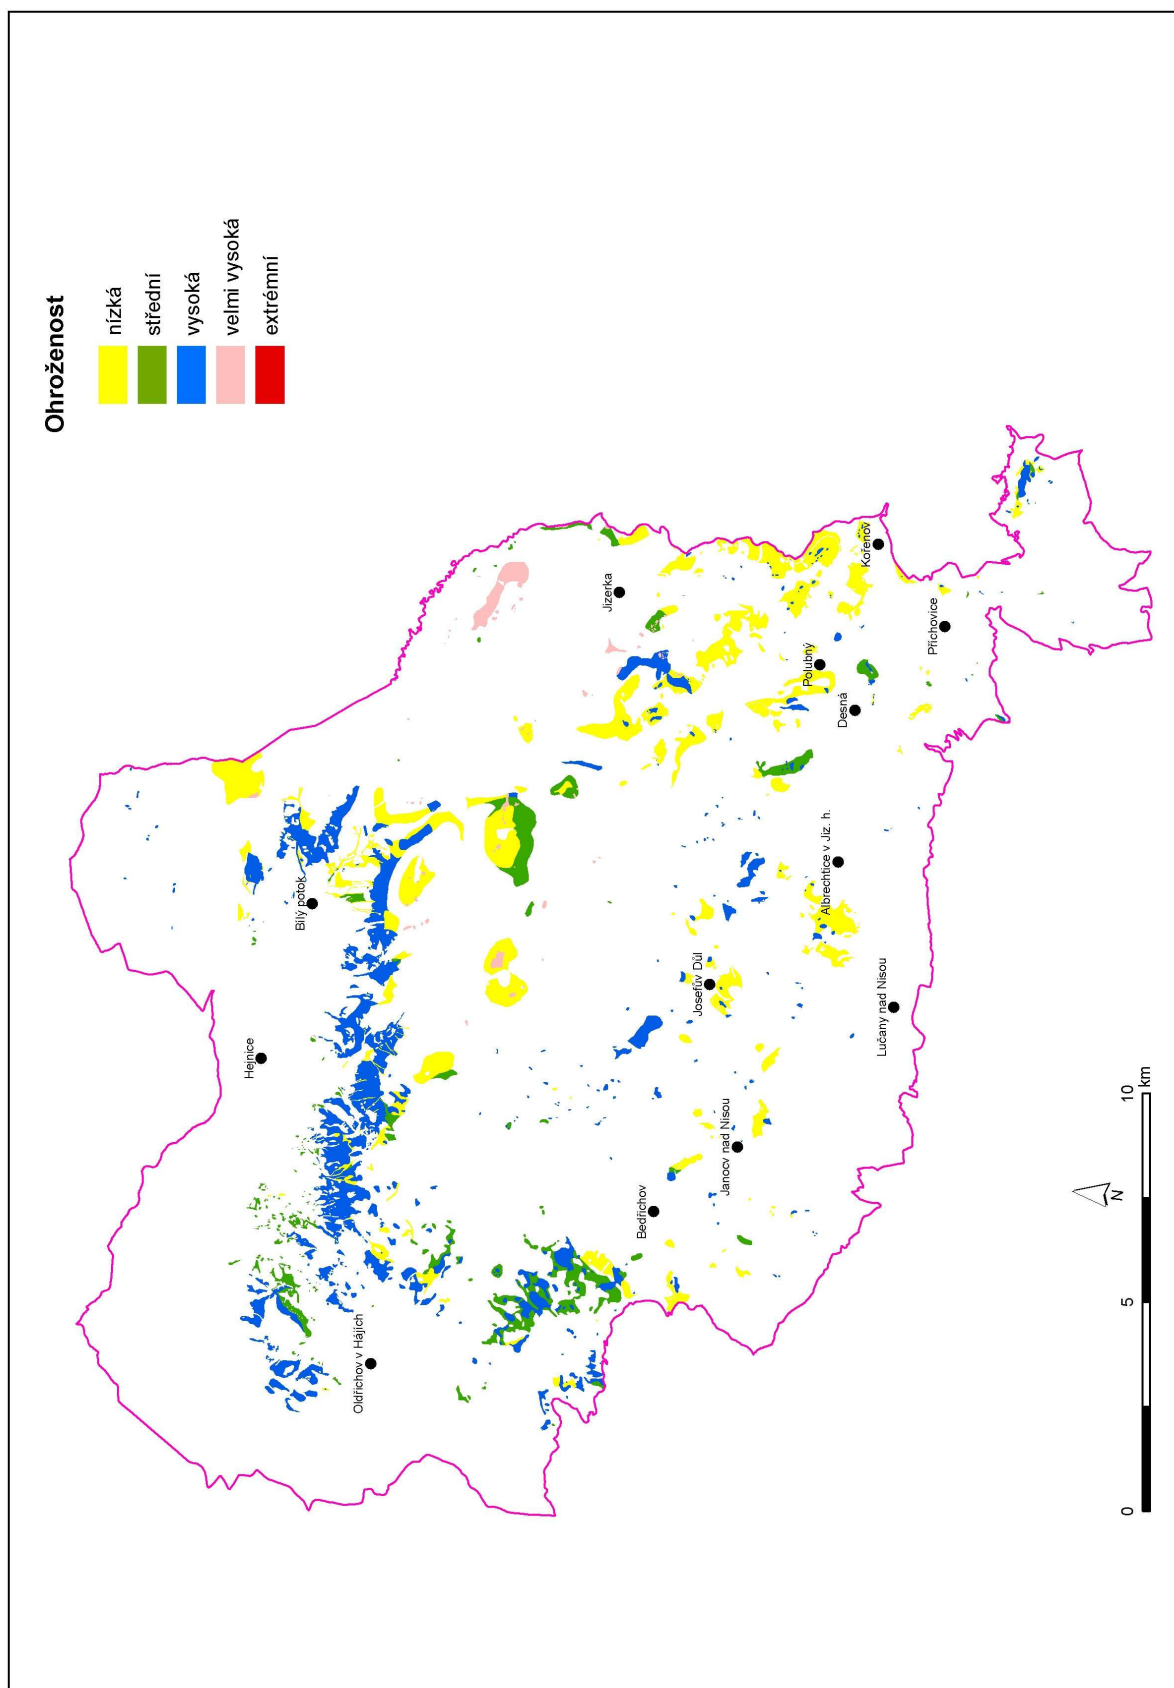 Ohroženost
nízká
střední
vysoká
velmi vysoká
extrémní
Hejnice
Bílý potok
Oldřichov v Hájích
Jizerka
Bedřichov
Josefův Důl
Janocv nad Nisou
Polubný
Desná
Kořenov
Albrechtice v Jiz. h.
Příchovice
Lučany nad Nisou
N
0 5 10
km